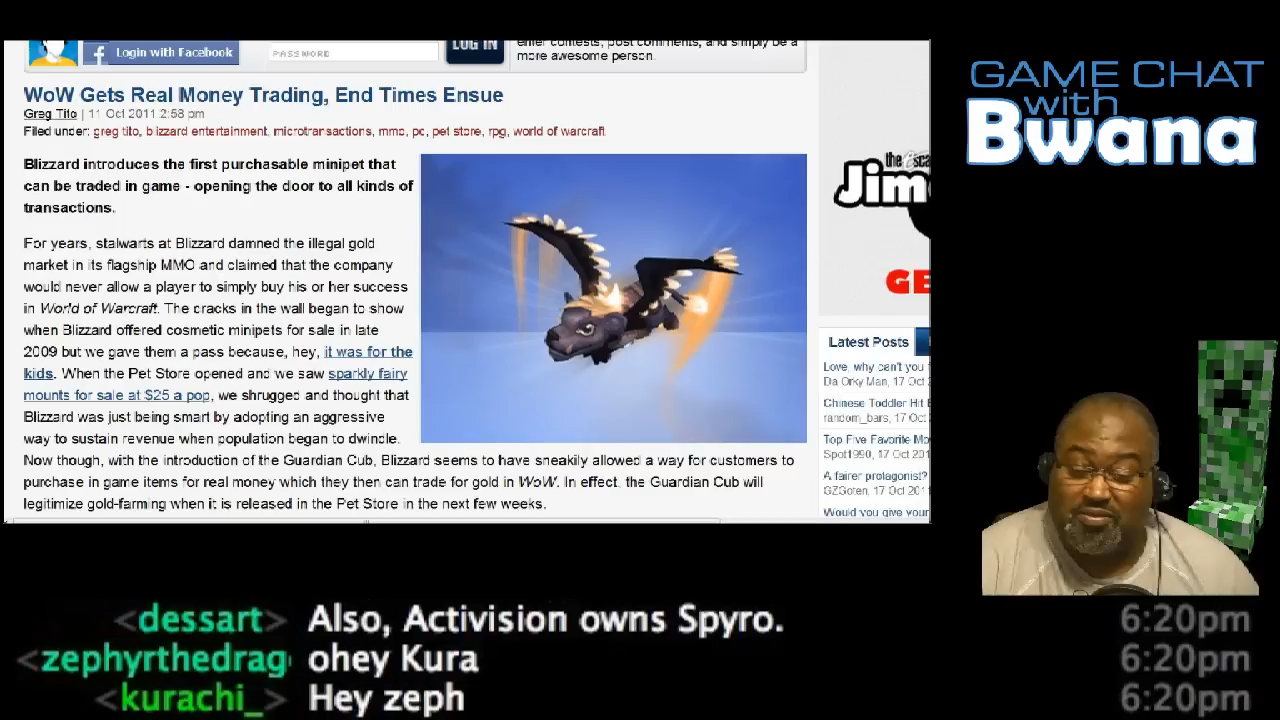 Login with Facebook
PASSWORD
LOG IN
enter contests, post comments, and simply be a
more awesome person.
WoW Gets Real Money Trading, End Times Ensue
Greg Tito | 11 Oct 2011 2:58 pm
Filed under: greg tito, blizzard entertainment, microtransactions, mmo, pc, pet store, rpg, world of warcraft
Blizzard introduces the first purchasable minipet that
can be traded in game - opening the door to all kinds of
transactions.
For years, stalwarts at Blizzard damned the illegal gold
market in its flagship MMO and claimed that the company
would never allow a player to simply buy his or her success
in World of Warcraft. The cracks in the wall began to show
when Blizzard offered cosmetic minipets for sale in late
2009 but we gave them a pass because, hey, it was for the
kids. When the Pet Store opened and we saw sparkly fairy
mounts for sale at $25 a pop, we shrugged and thought that
Blizzard was just being smart by adopting an aggressive
way to sustain revenue when population began to dwindle.
Now though, with the introduction of the Guardian Cub, Blizzard seems to have sneakily allowed a way for customers to
purchase in game items for real money which they then can trade for gold in WoW. In effect, the Guardian Cub will
legitimize gold-farming when it is released in the Pet Store in the next few weeks.
the Esca
Jim
GE
Latest Posts
Love, why can't you
Da Orky Man, 17 Oct
Chinese Toddler Hit
random_bars, 17 Oct
Top Five Favorite Mo
Spot1990, 17 Oct 201
A fairer protagonist?
GZGoten, 17 Oct 201
Would you give your
GAME CHAT
with
Bwana
<dessart> Also, Activision owns Spyro. 6:20pm
<zephyrthedrag ohey Kura 6:20pm
<kurachi_> Hey zeph 6:20pm